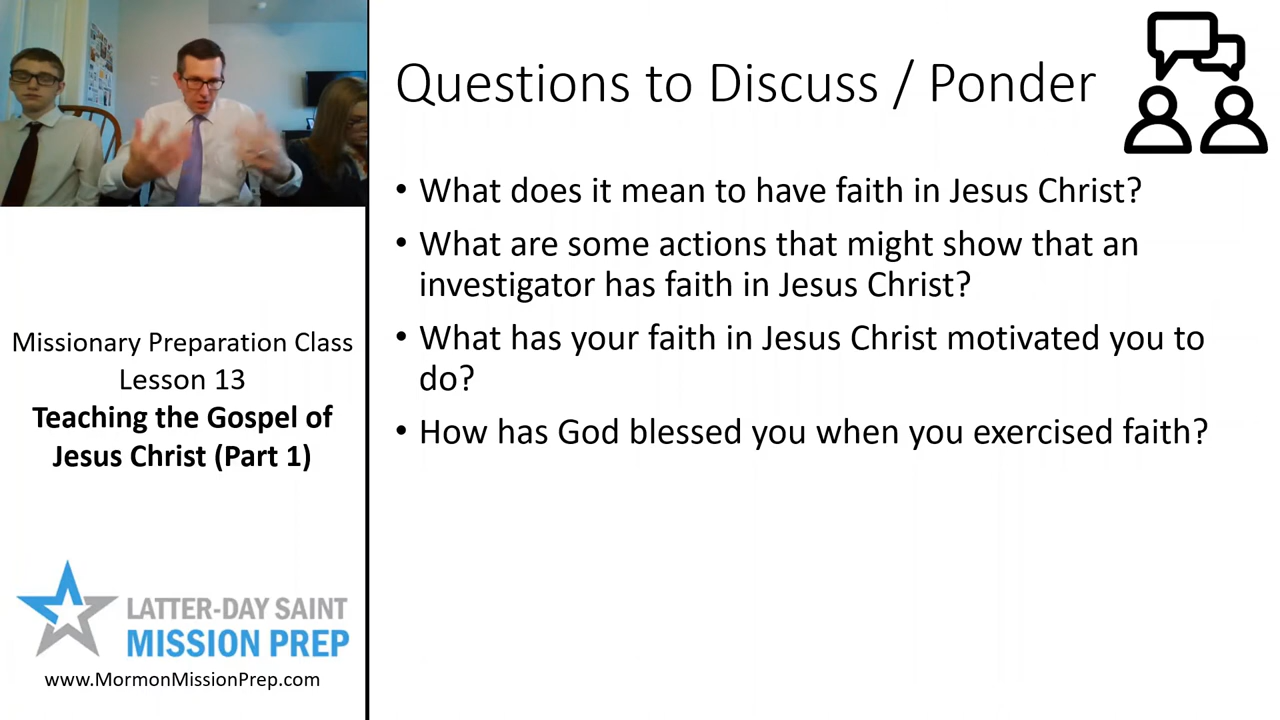 Questions to Discuss / Ponder
• What does it mean to have faith in Jesus Christ?
• What are some actions that might show that an
investigator has faith in Jesus Christ?
• What has your faith in Jesus Christ motivated you to
do?
• How has God blessed you when you exercised faith?
Missionary Preparation Class
Lesson 13
Teaching the Gospel of
Jesus Christ (Part 1)
LATTER-DAY SAINT
MISSION PREP
www.MormonMissionPrep.com